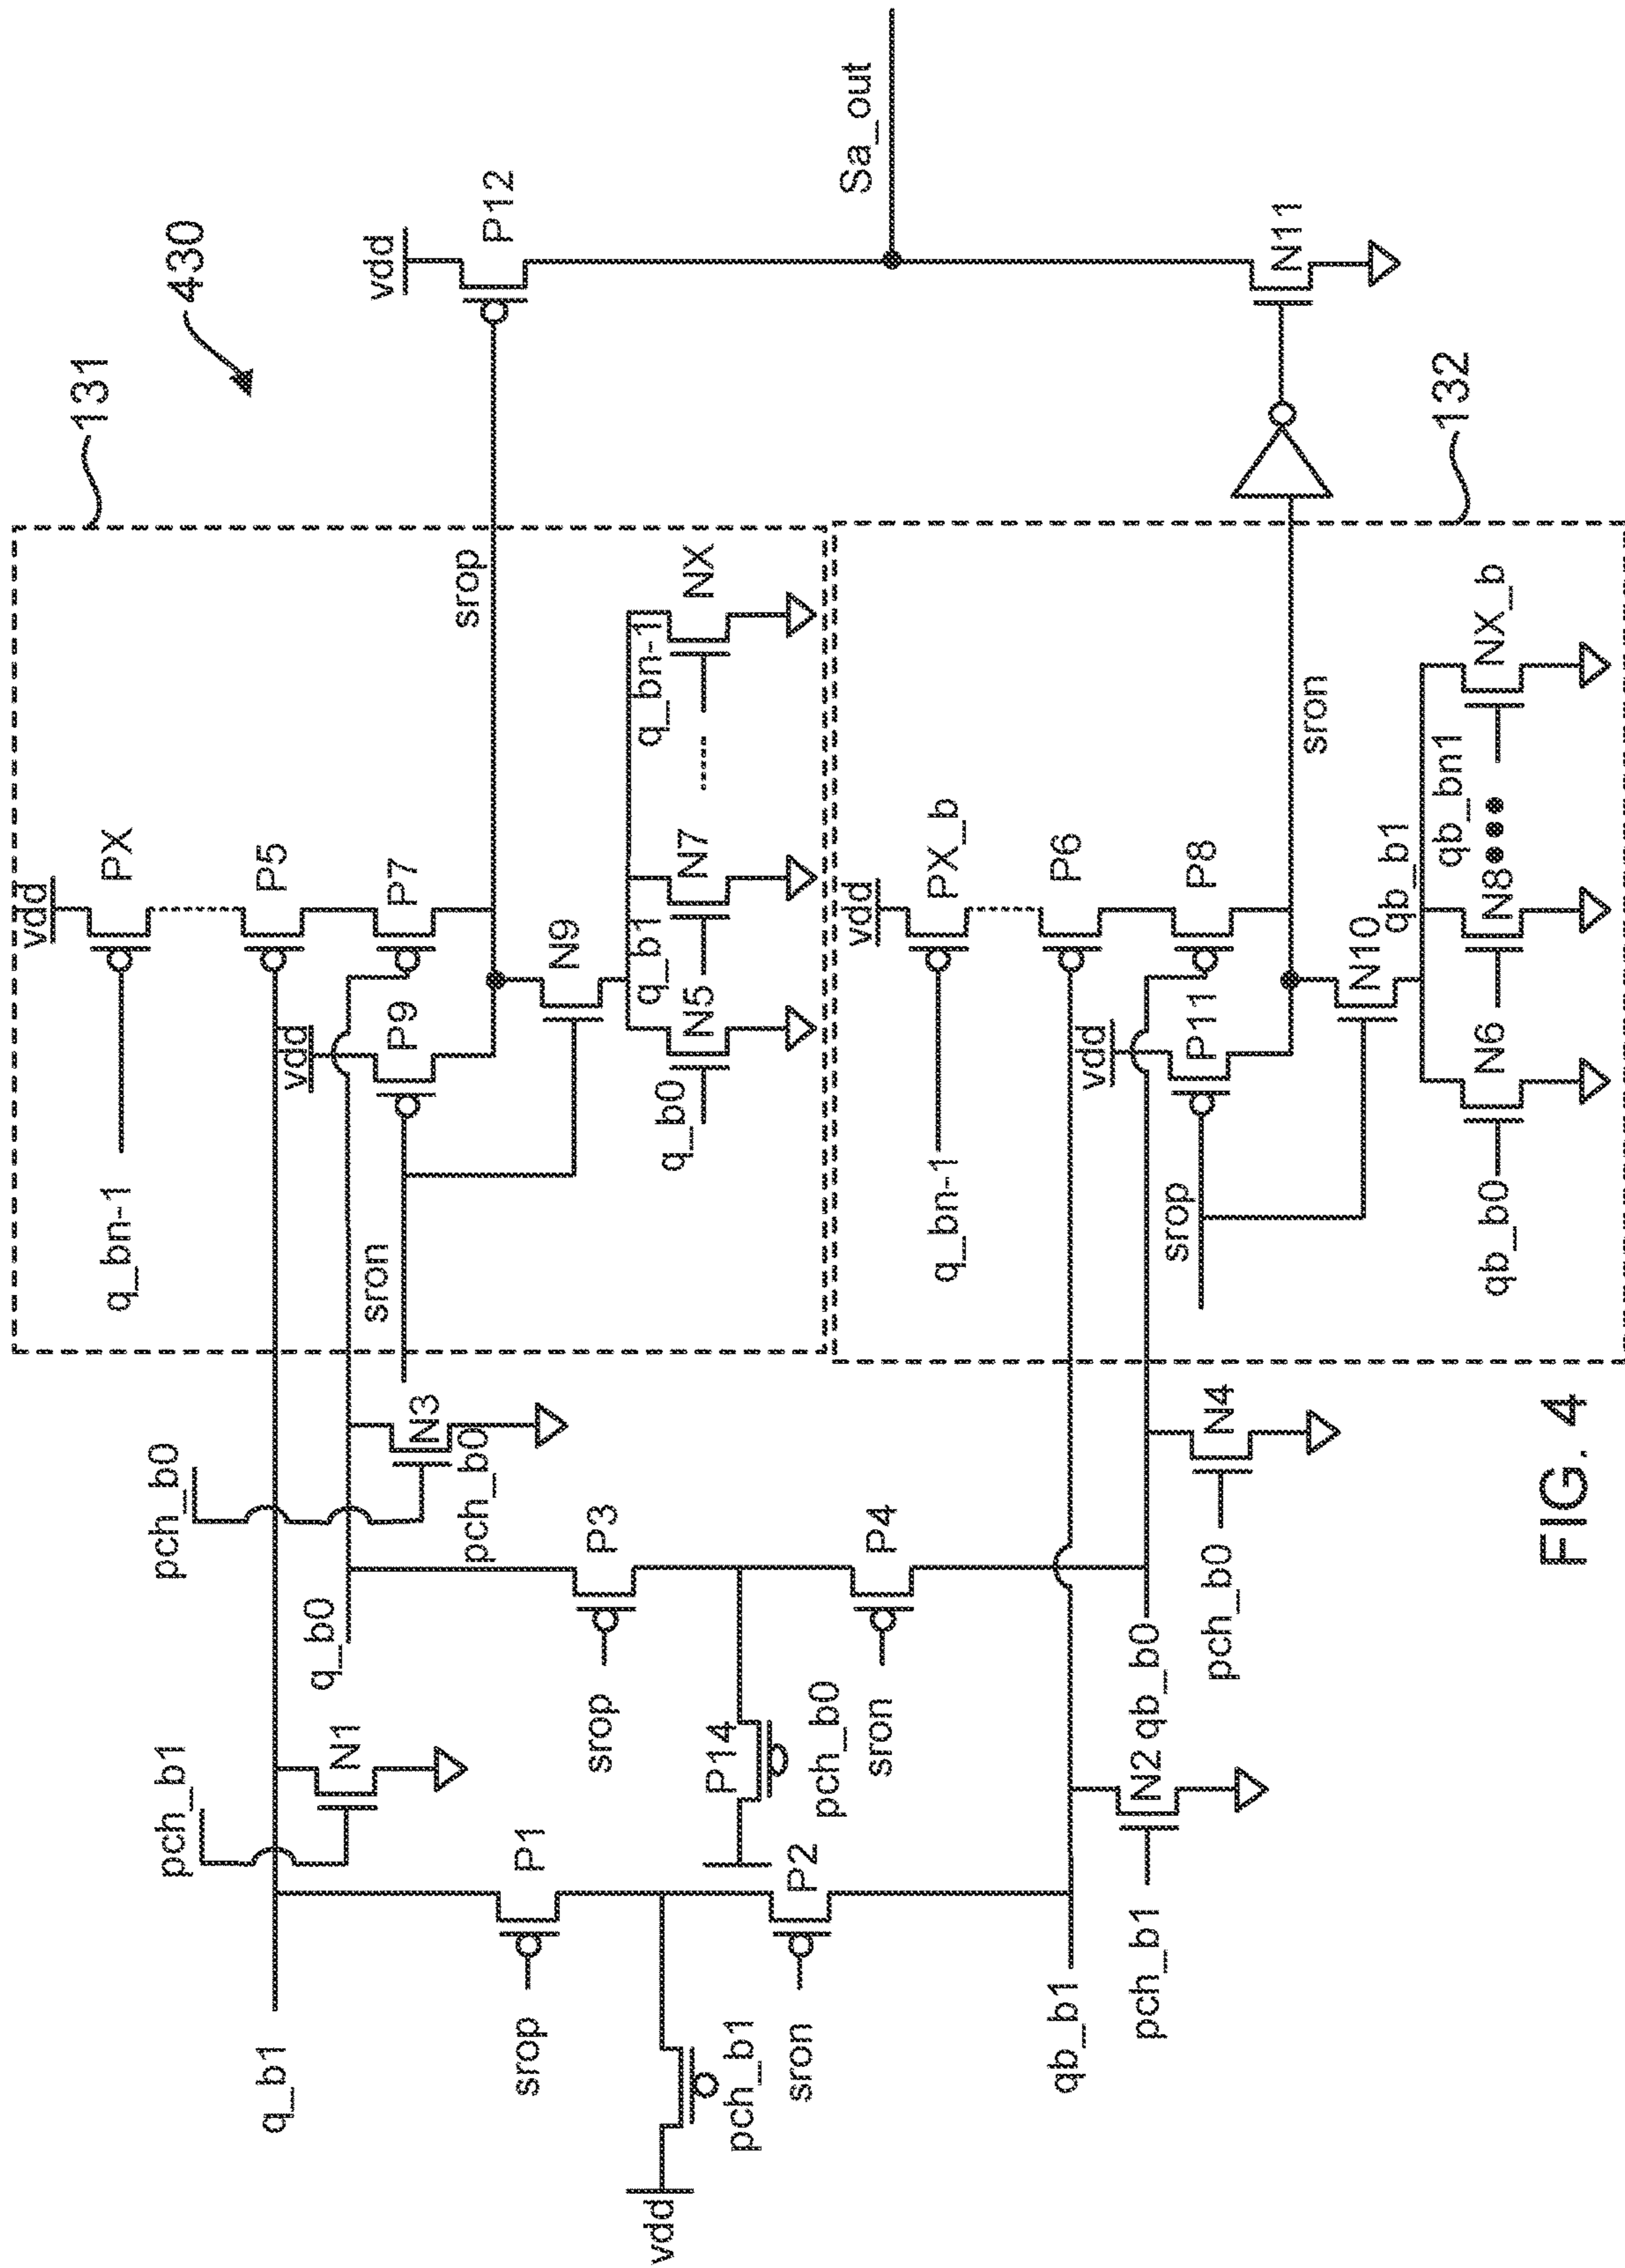 430
131
132
vdd
PX
q_bn-1
P5
P7
vdd
P9
sron
srop
N9
q_b1
q_bn-1
N5
N7
NX
q_b0
vdd
P12
Sa_out
N11
vdd
PX_b
q_bn-1
P6
P8
vdd
P11
srop
sron
N10
qb_b1
qb_bn1
N6
N8
NX_b
qb_b0
pch_b1
N1
q_b1
pch_b0
N3
pch_b0
q_b0
P1
srop
P3
srop
P14
pch_b0
vdd
pch_b1
P2
sron
P4
sron
qb_b1
N2
pch_b1
qb_b0
N4
pch_b0
FIG. 4